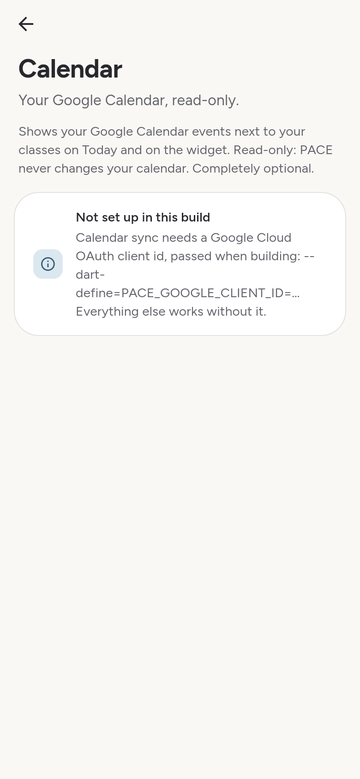 Calendar
Your Google Calendar, read-only.
Shows your Google Calendar events next to your
classes on Today and on the widget. Read-only: PACE
never changes your calendar. Completely optional.
Not set up in this build
Calendar sync needs a Google Cloud
OAuth client id, passed when building: --
dart-
define=PACE_GOOGLE_CLIENT_ID=…
Everything else works without it.